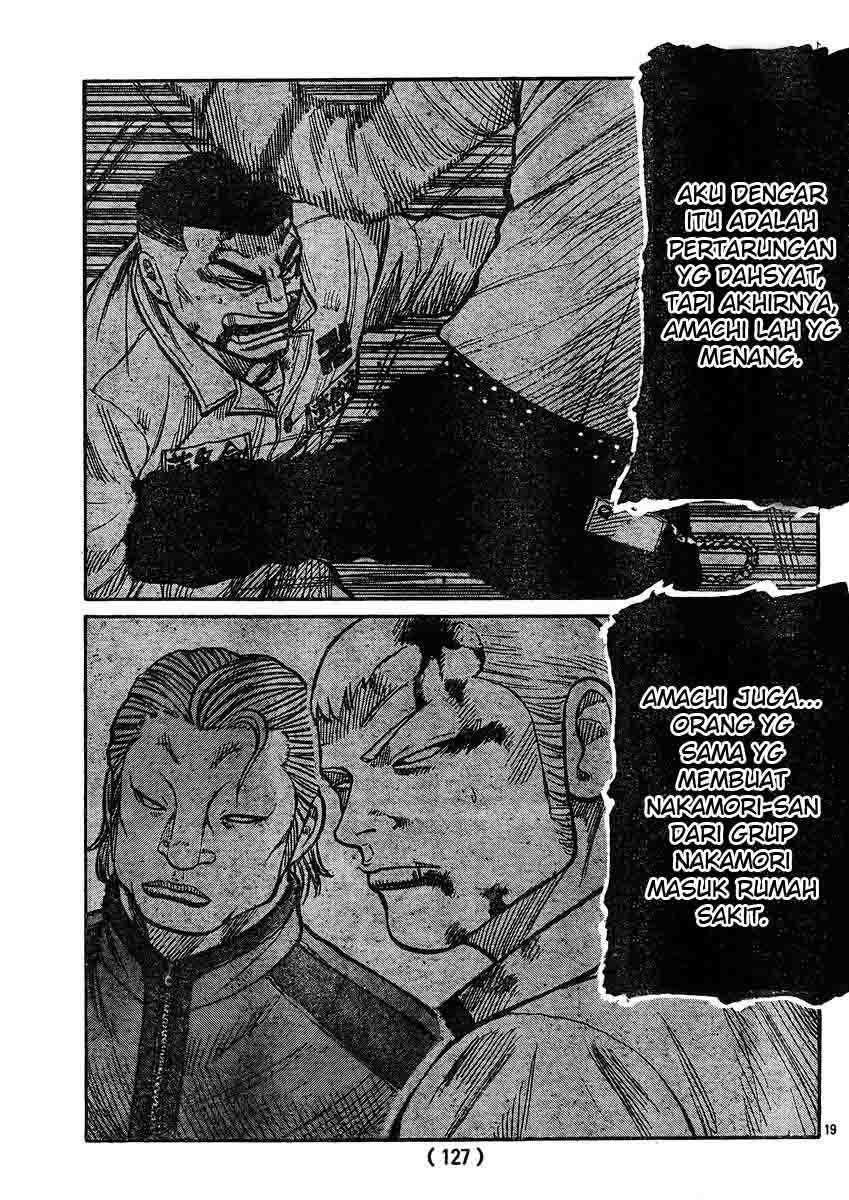 AKU DENGAR
ITU ADALAH
PERTARUNGAN
YG DAHSYAT,
TAPI AKHIRNYA,
AMACHI LAH YG
MENANG.
AMACHI JUGA...
ORANG YG
SAMA YG
MEMBUAT
NAKAMORI-SAN
DARI GRUP
NAKAMORI
MASUK RUMAH
SAKIT.
19
( 127 )